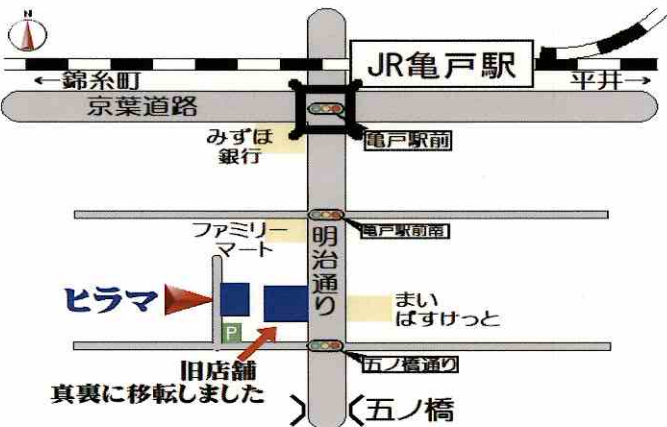 N
JR亀戸駅
←錦糸町
平井→
京葉道路
みずほ
銀行
亀戸駅前
ファミリー
マート
亀戸駅前南
明治通り
ヒラマ
まい
ばすけっと
P
旧店舗
真裏に移転しました
五ノ橋通り
五ノ橋